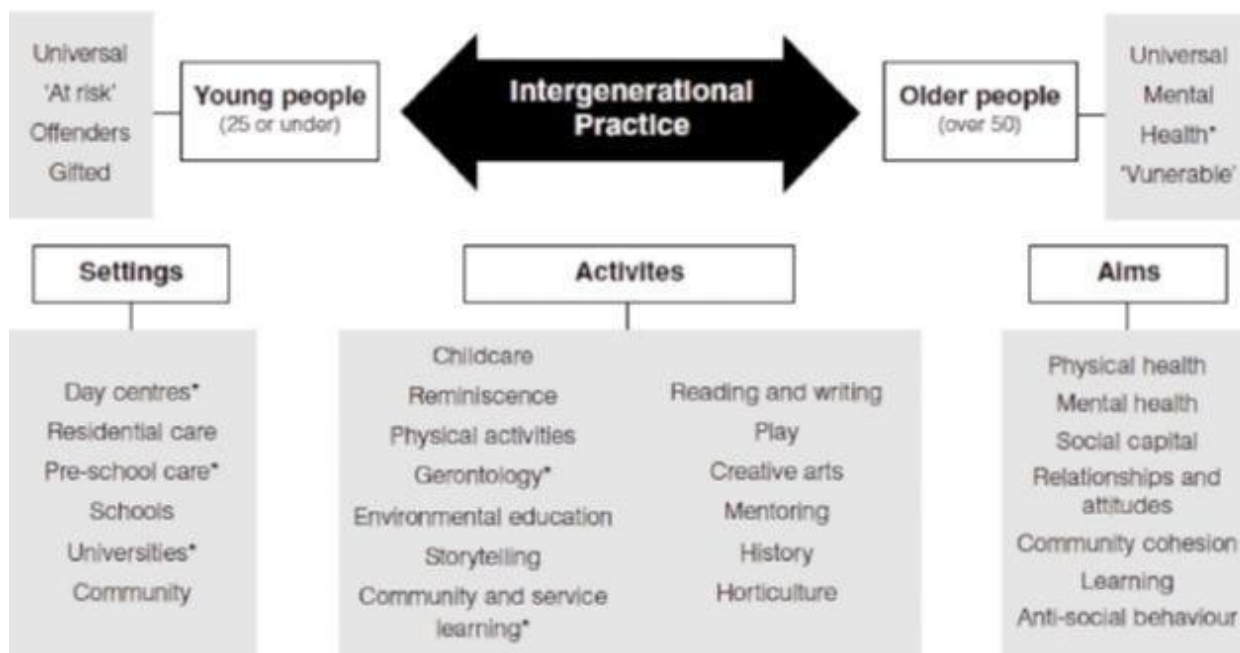 Universal
'At risk'
Offenders
Gifted
Young people
(25 or under)
Intergenerational
Practice
Older people
(over 50)
Universal
Mental
Health*
'Vunerable'
Settings
Day centres*
Residential care
Pre-school care*
Schools
Universities*
Community
Activites
Childcare
Reminiscence
Physical activities
Gerontology*
Environmental education
Storytelling
Community and service
learning*
Reading and writing
Play
Creative arts
Mentoring
History
Horticulture
Aims
Physical health
Mental health
Social capital
Relationships and
attitudes
Community cohesion
Learning
Anti-social behaviour